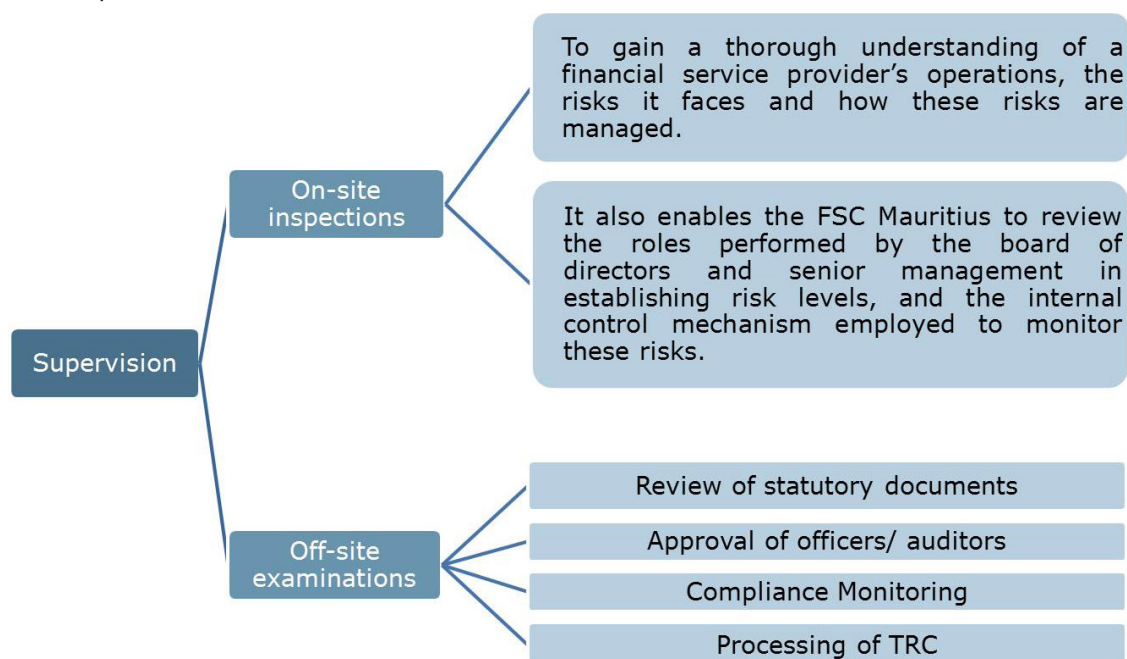 To gain a thorough understanding of a
financial service provider's operations, the
risks it faces and how these risks are
managed.
On-site
inspections
It also enables the FSC Mauritius to review
the roles performed by the board of
directors and senior management in
establishing risk levels, and the internal
control mechanism employed to monitor
these risks.
Supervision
Review of statutory documents
Off-site
examinations
Approval of officers/ auditors
Compliance Monitoring
Processing of TRC